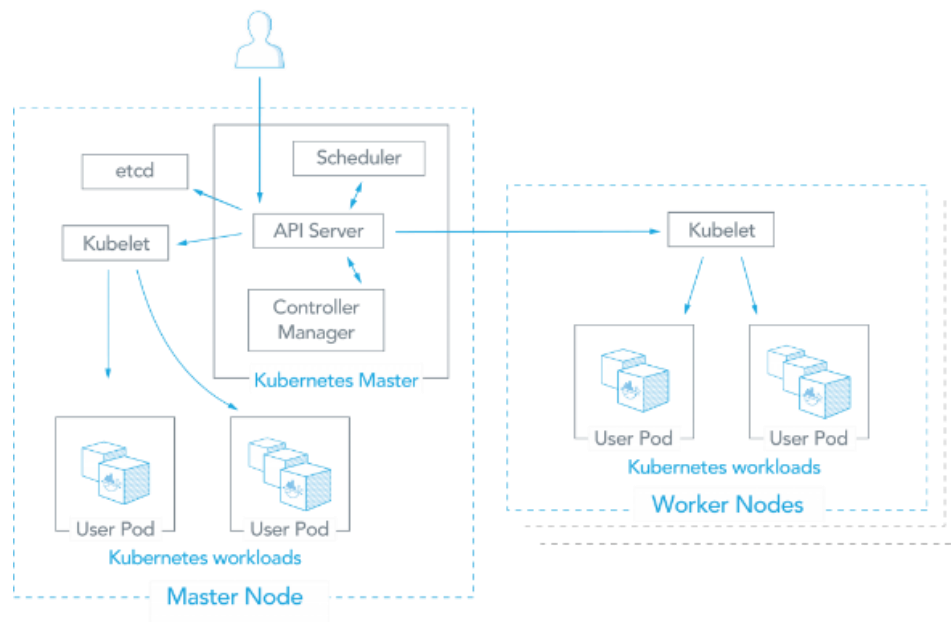 Scheduler
etcd
API Server
Kubelet
Kubelet
Controller
Manager
Kubernetes Master
User Pod
User Pod
Kubernetes workloads
Worker Nodes
User Pod
User Pod
Kubernetes workloads
Master Node